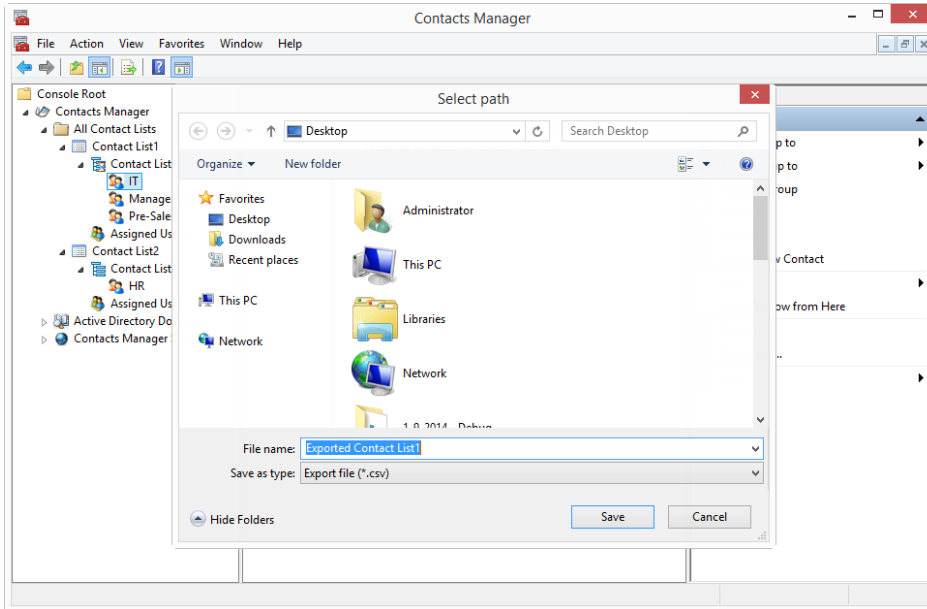 Contacts Manager
File Action View Favorites Window Help
Console Root
Contacts Manager
All Contact Lists
Contact List1
Contact List
IT
Manage
Pre-Sale
Assigned Us
Contact List2
Contact List
HR
Assigned Us
Active Directory Do
Contacts Manager
Select path
Desktop
Search Desktop
Organize New folder
Favorites
Desktop
Downloads
Recent places
This PC
Network
Administrator
This PC
Libraries
Network
1.9.2014 Debug
File name: Exported Contact List1
Save as type: Export file (*.csv)
Hide Folders
Save Cancel
p to
p to
roup
Contact
ow from Here
...